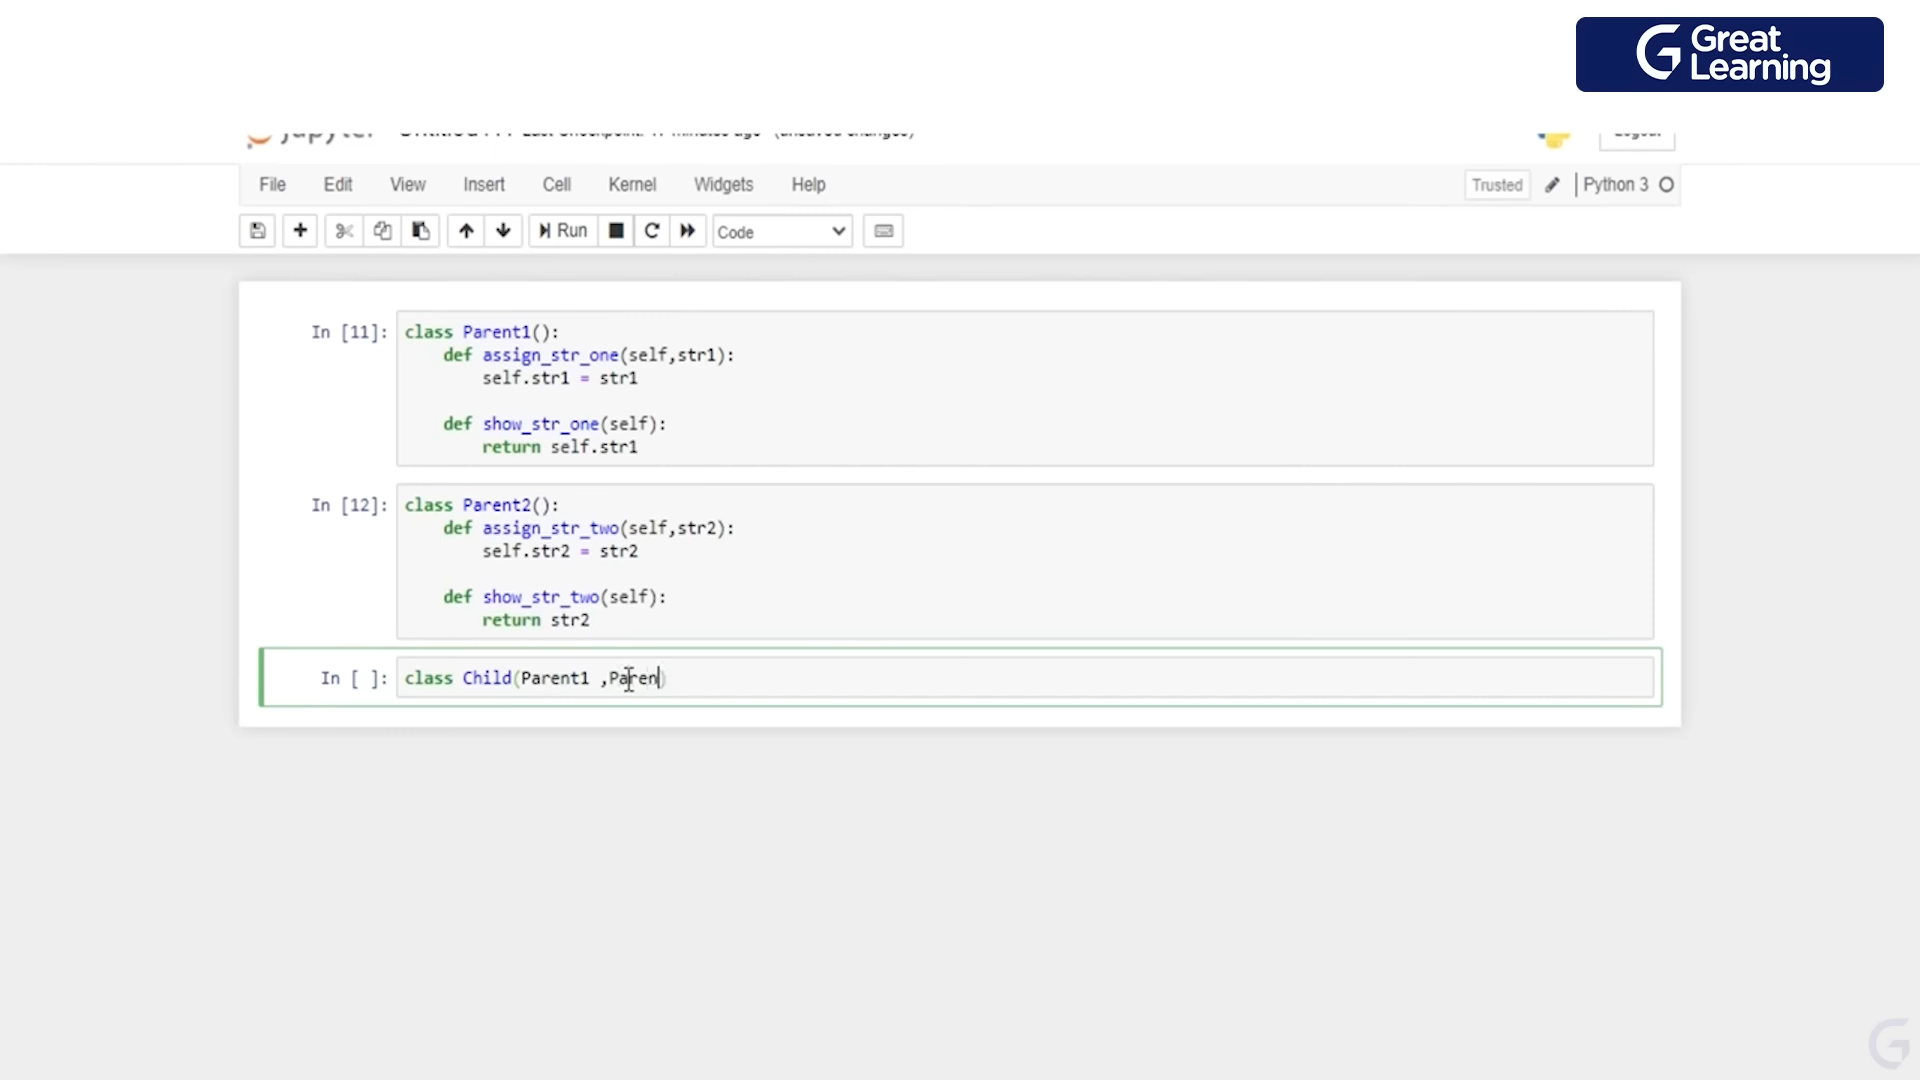 Great
Learning
File Edit View Insert Cell Kernel Widgets Help
Trusted Python 3
Run Code
In [11]: class Parent1():
def assign_str_one(self,str1):
self.str1 = str1
def show_str_one(self):
return self.str1
In [12]: class Parent2():
def assign_str_two(self,str2):
self.str2 = str2
def show_str_two(self):
return str2
In [ ]: class Child(Parent1 ,Paren)